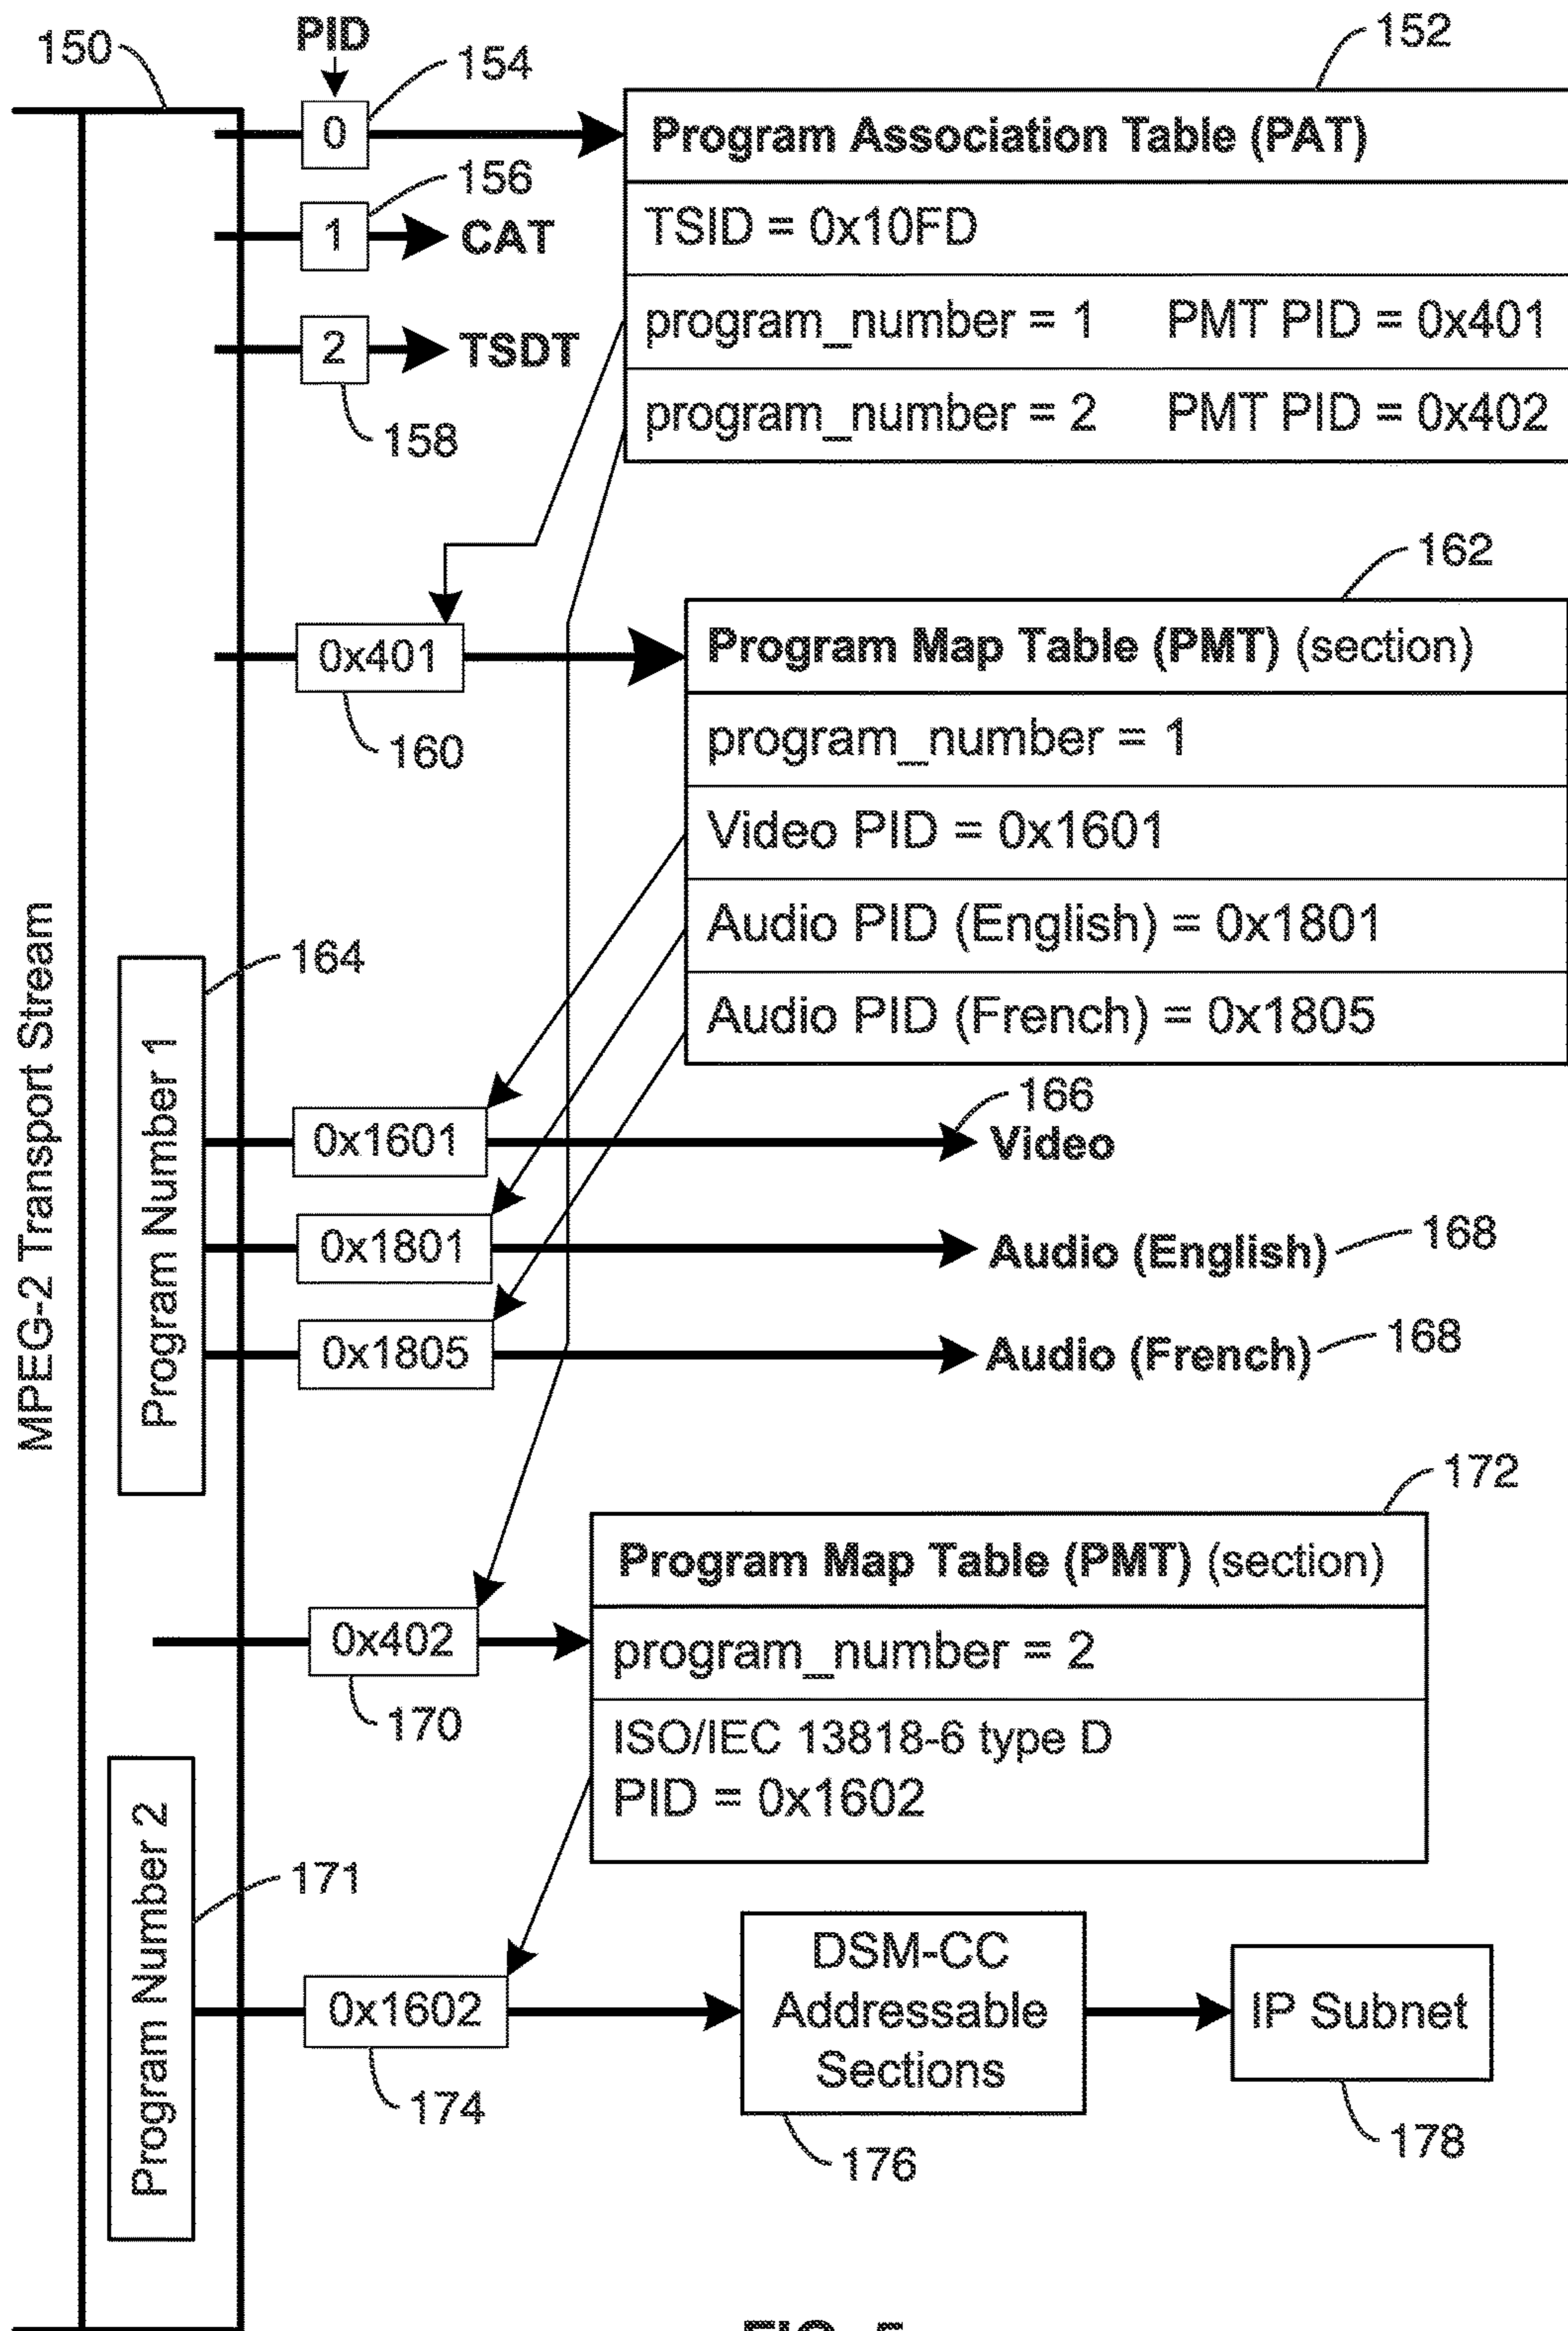 150
PID
154
152
0
Program Association Table (PAT)
156
1
CAT
TSID = 0x10FD
2
TSDT
program_number = 1 PMT PID = 0x401
158
program_number = 2 PMT PID = 0x402
162
0x401
Program Map Table (PMT) (section)
160
program_number = 1
Video PID = 0x1601
Audio PID (English) = 0x1801
Audio PID (French) = 0x1805
MPEG-2 Transport Stream
164
Program Number 1
166
0x1601
Video
0x1801
Audio (English)
168
0x1805
Audio (French)
168
172
Program Map Table (PMT) (section)
0x402
program_number = 2
170
ISO/IEC 13818-6 type D
PID = 0x1602
Program Number 2
171
0x1602
DSM-CC
Addressable
Sections
IP Subnet
174
176
178